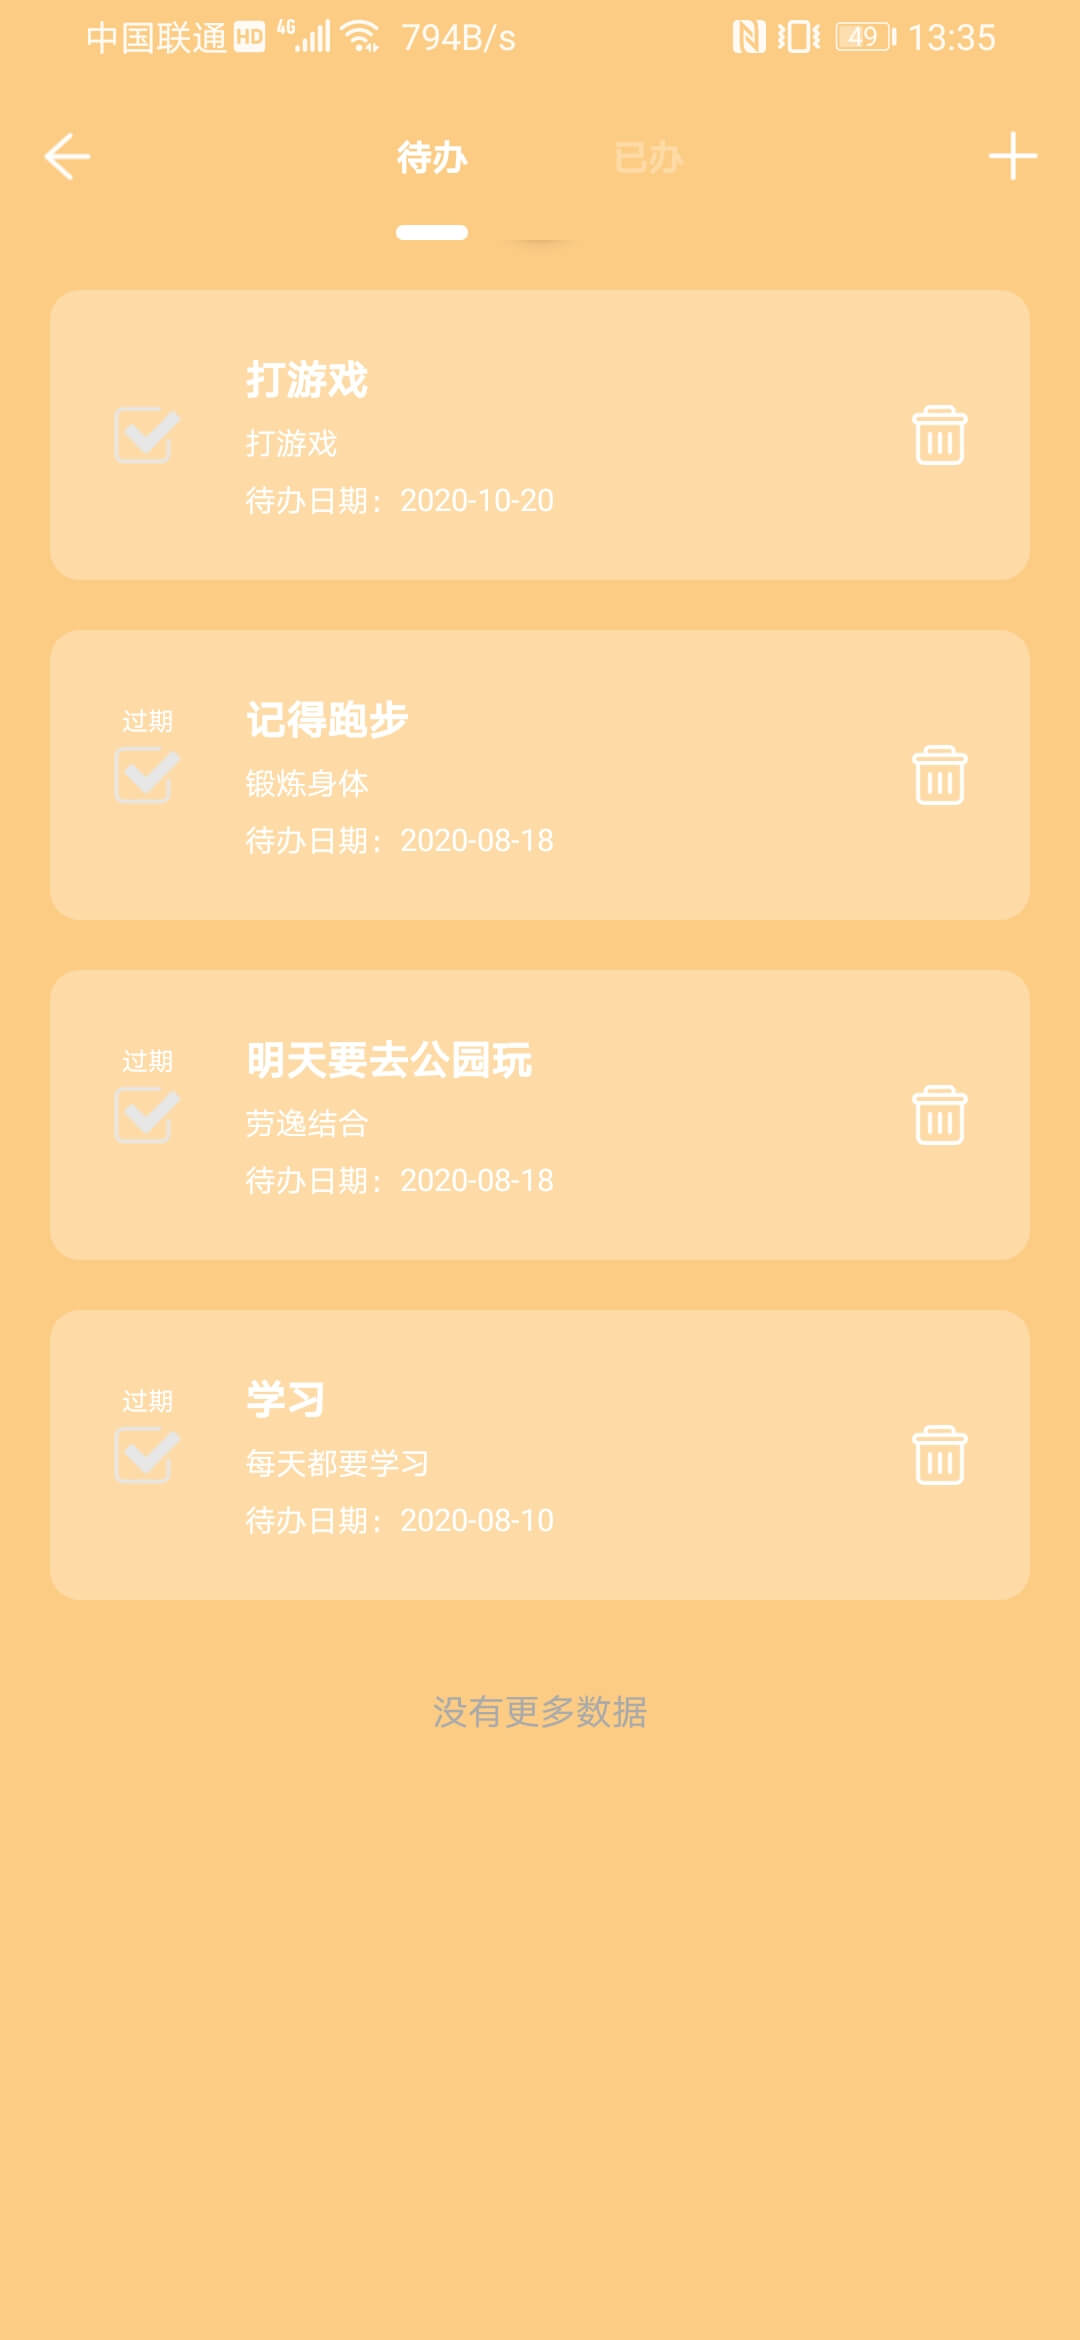 中国联通 HD 4G 794B/s 49 13:35
待办 已办
打游戏
打游戏
待办日期：2020-10-20
过期
记得跑步
锻炼身体
待办日期：2020-08-18
过期
明天要去公园玩
劳逸结合
待办日期：2020-08-18
过期
学习
每天都要学习
待办日期：2020-08-10
没有更多数据